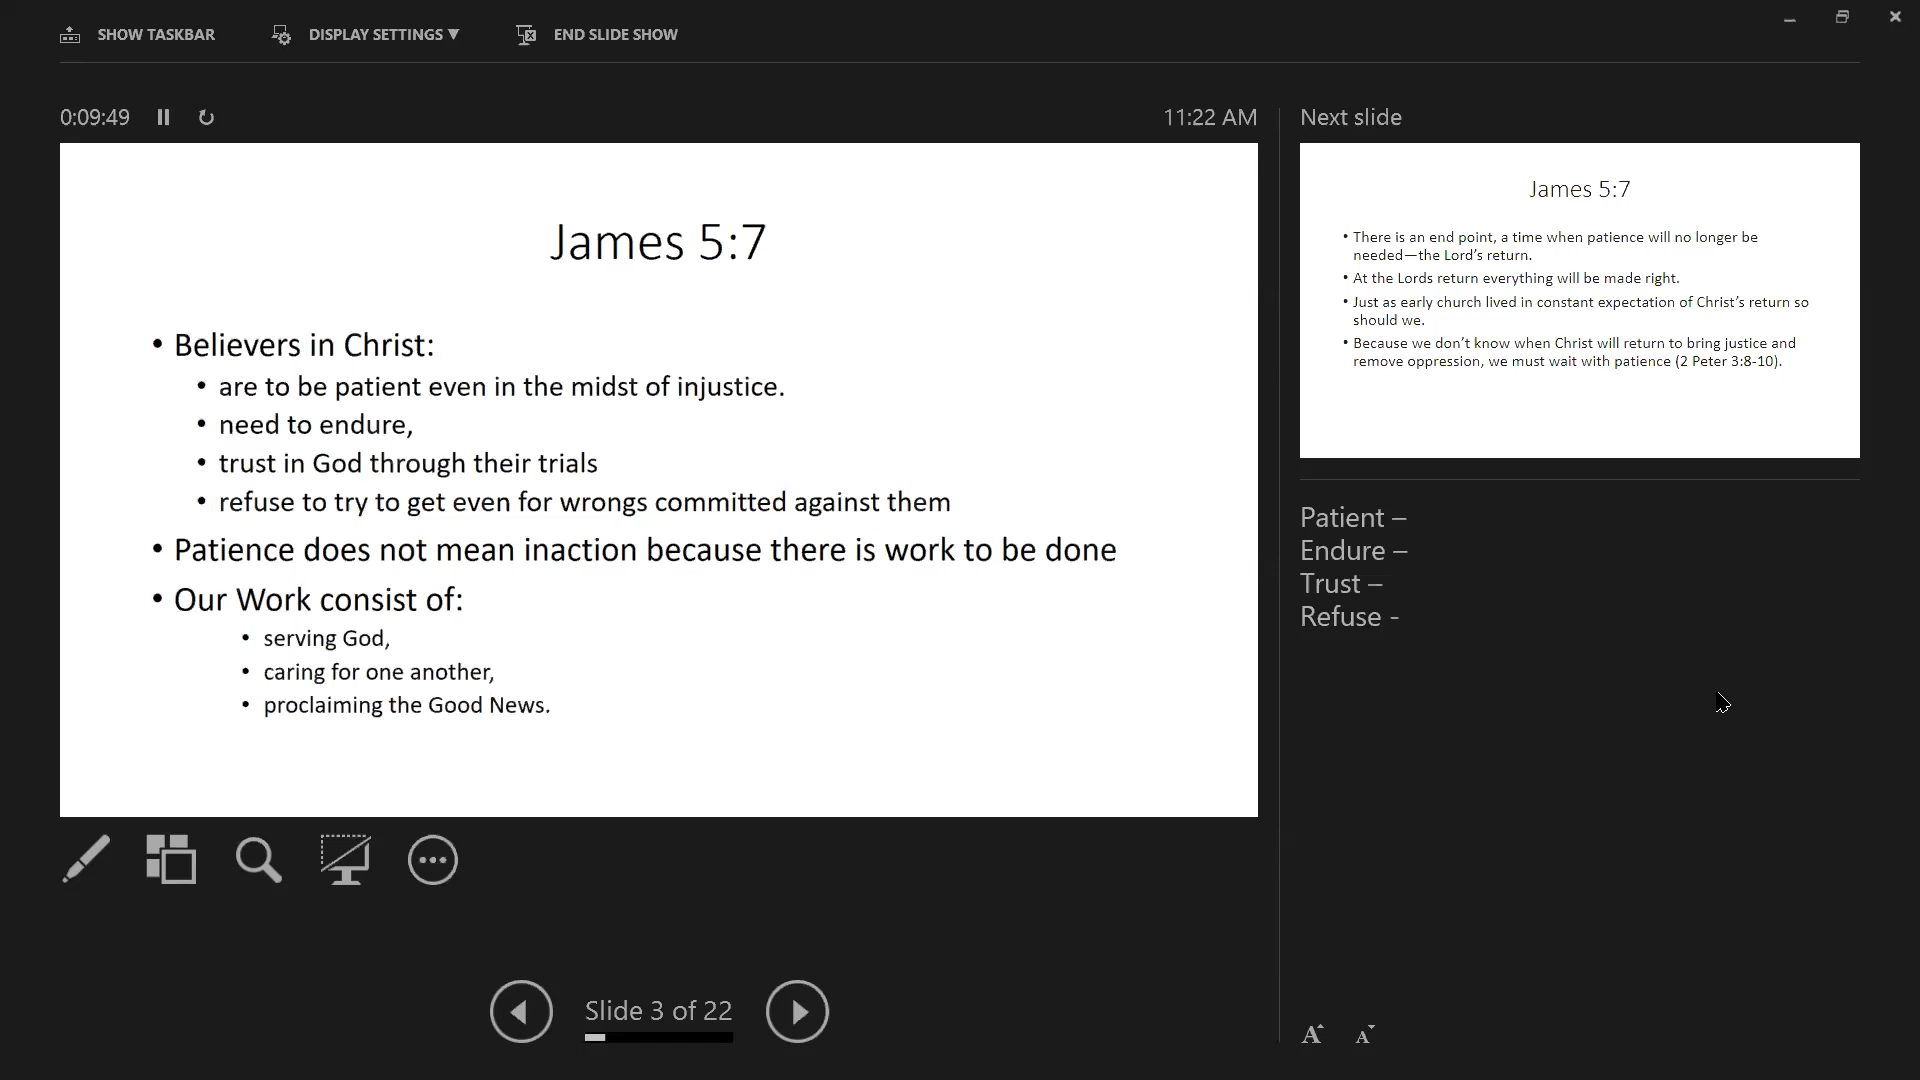 SHOW TASKBAR
DISPLAY SETTINGS ▼
END SLIDE SHOW
0:09:49
11:22 AM
James 5:7
• Believers in Christ:
• are to be patient even in the midst of injustice.
• need to endure,
• trust in God through their trials
• refuse to try to get even for wrongs committed against them
• Patience does not mean inaction because there is work to be done
• Our Work consist of:
• serving God,
• caring for one another,
• proclaiming the Good News.
Slide 3 of 22
Next slide
James 5:7
• There is an end point, a time when patience will no longer be
needed—the Lord’s return.
• At the Lords return everything will be made right.
• Just as early church lived in constant expectation of Christ’s return so
should we.
• Because we don’t know when Christ will return to bring justice and
remove oppression, we must wait with patience (2 Peter 3:8-10).
Patient –
Endure –
Trust –
Refuse -
A A